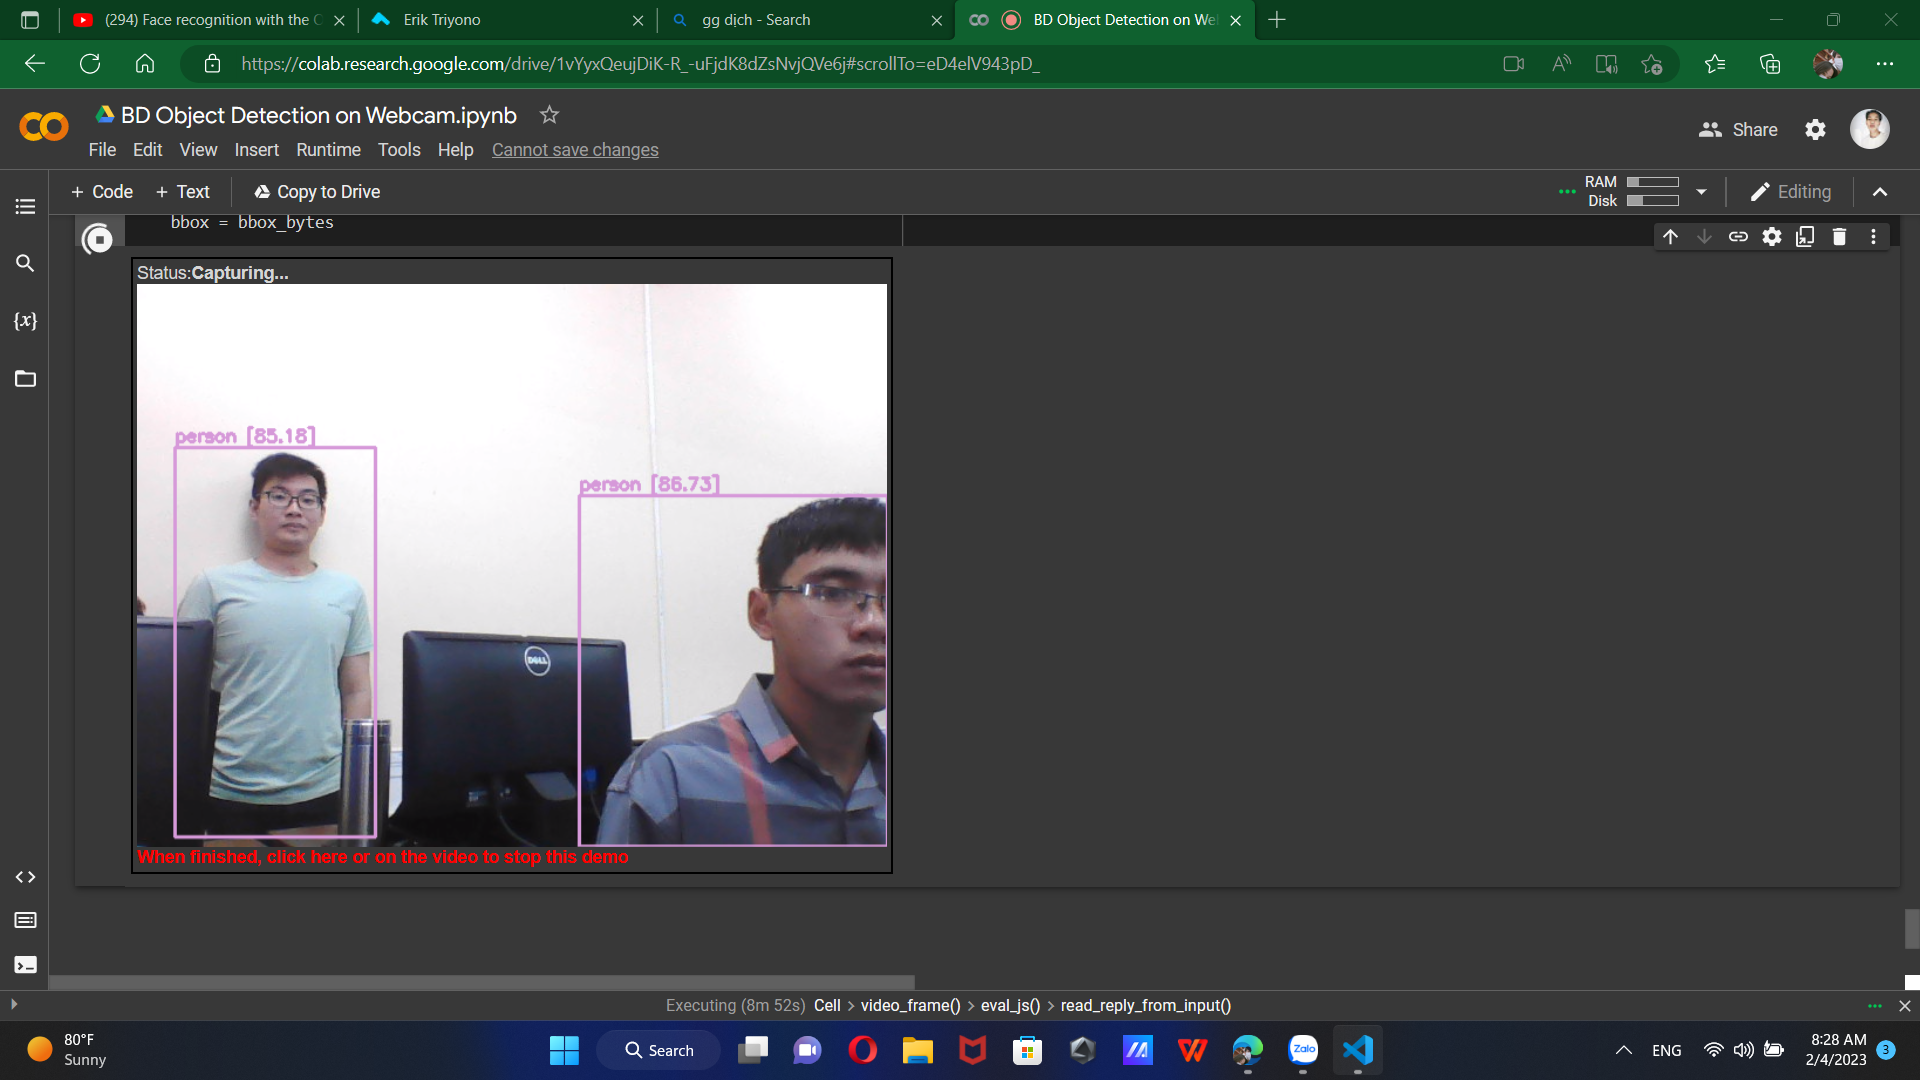 (294) Face recognition with the C
Erik Triyono
gg dịch - Search
BD Object Detection on We
https://colab.research.google.com/drive/1vYyxQeujDiK-R_-uFjdK8dZsNvjQVe6j#scrollTo=eD4elV943pD_
BD Object Detection on Webcam.ipynb
Share
File Edit View Insert Runtime Tools Help Cannot save changes
+ Code + Text Copy to Drive
RAM
Disk
Editing
bbox = bbox_bytes
{x}
Status:Capturing...
person [85.18]
person [86.73]
DELL
When finished, click here or on the video to stop this demo
Executing (8m 52s) Cell > video_frame() > eval_js() > read_reply_from_input()
80°F
Sunny
Search
Zalo
ENG
8:28 AM
2/4/2023
3